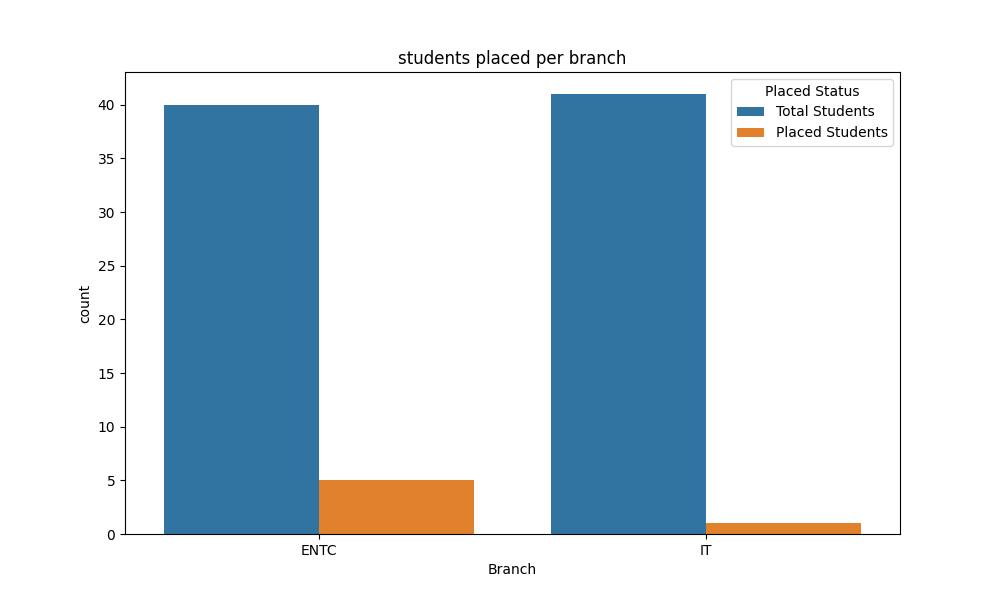 students placed per branch
Placed Status
Total Students
Placed Students
count
40
35
30
25
20
15
10
5
0
ENTC
IT
Branch